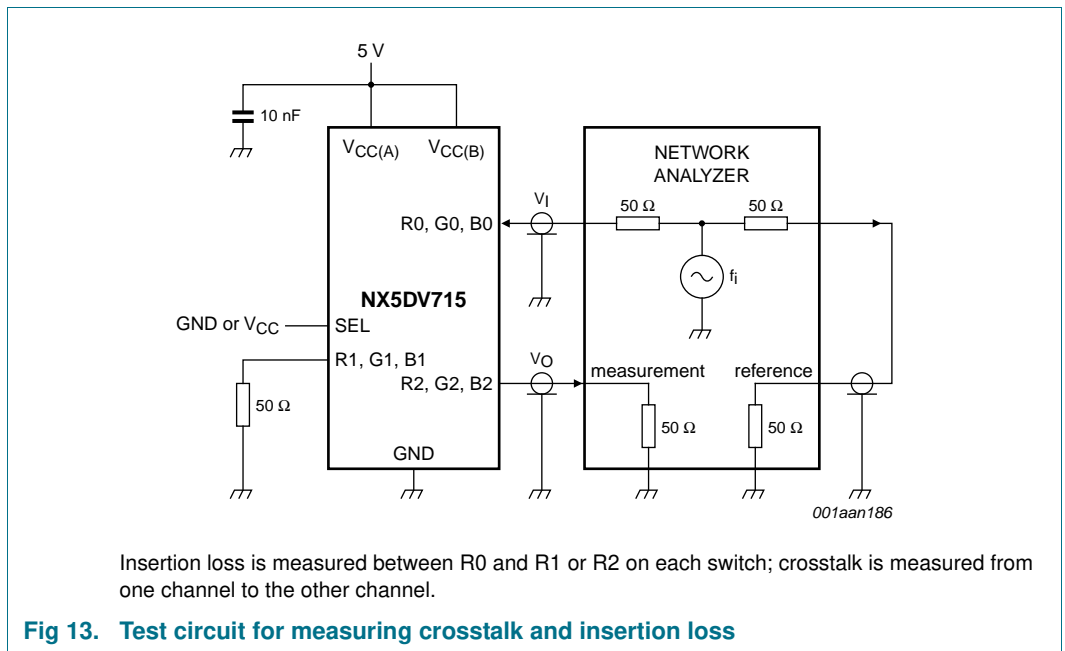 5 V
10 nF
VCC(A) VCC(B)
NETWORK
ANALYZER
VI
50 Ω 50 Ω
R0, G0, B0
fi
NX5DV715
GND or VCC
SEL
R1, G1, B1
VO
measurement reference
R2, G2, B2
50 Ω
50 Ω 50 Ω
GND
001aan186
Insertion loss is measured between R0 and R1 or R2 on each switch; crosstalk is measured from
one channel to the other channel.
Fig 13. Test circuit for measuring crosstalk and insertion loss